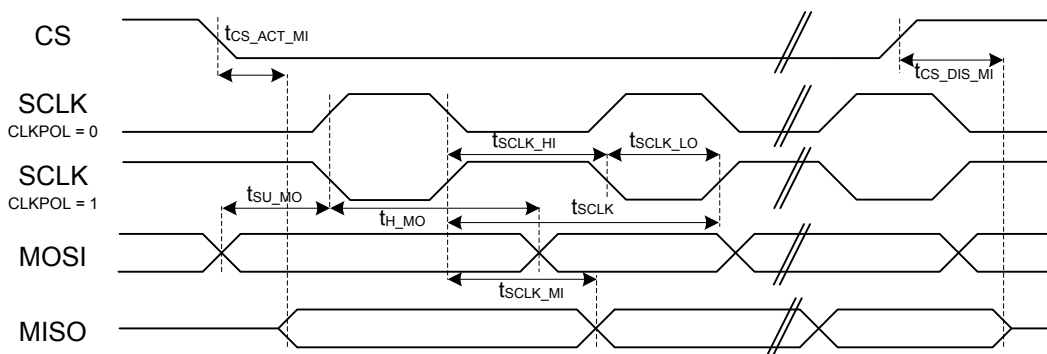 CS
tCS_ACT_MI
tCS_DIS_MI
SCLK
CLKPOL = 0
tSCLK_HI
tSCLK_LO
SCLK
CLKPOL = 1
tSU_MO
tH_MO
tSCLK
MOSI
tSCLK_MI
MISO